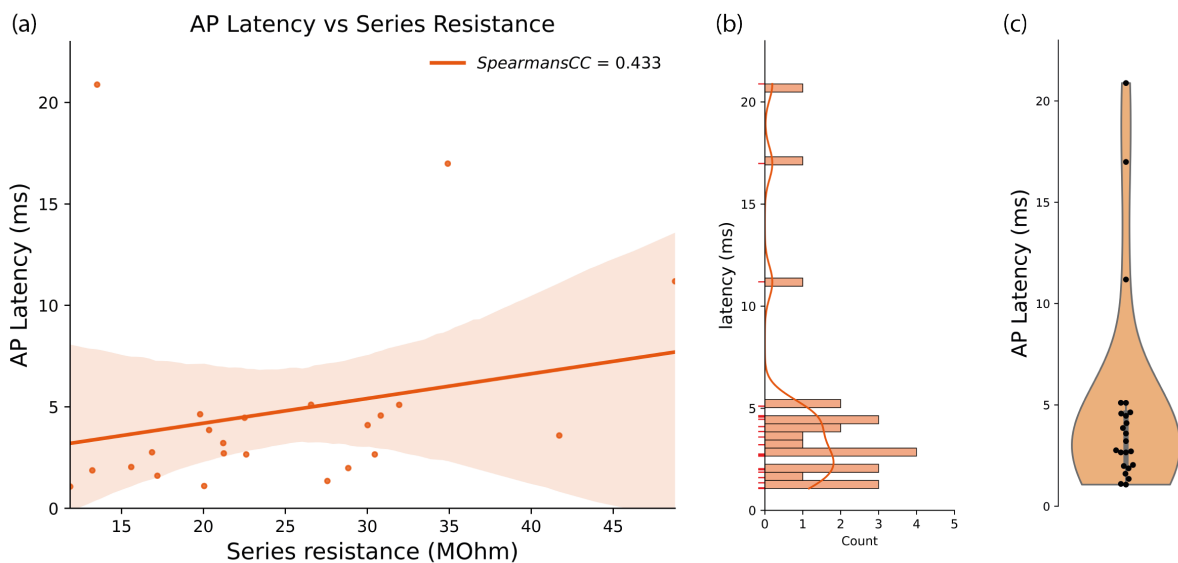 (a)
AP Latency vs Series Resistance
SpearmansCC = 0.433
AP Latency (ms)
20
15
10
5
0
15 20 25 30 35 40 45
Series resistance (MOhm)
(b)
latency (ms)
20
15
10
5
0
0 1 2 3 4 5
Count
(c)
AP Latency (ms)
20
15
10
5
0